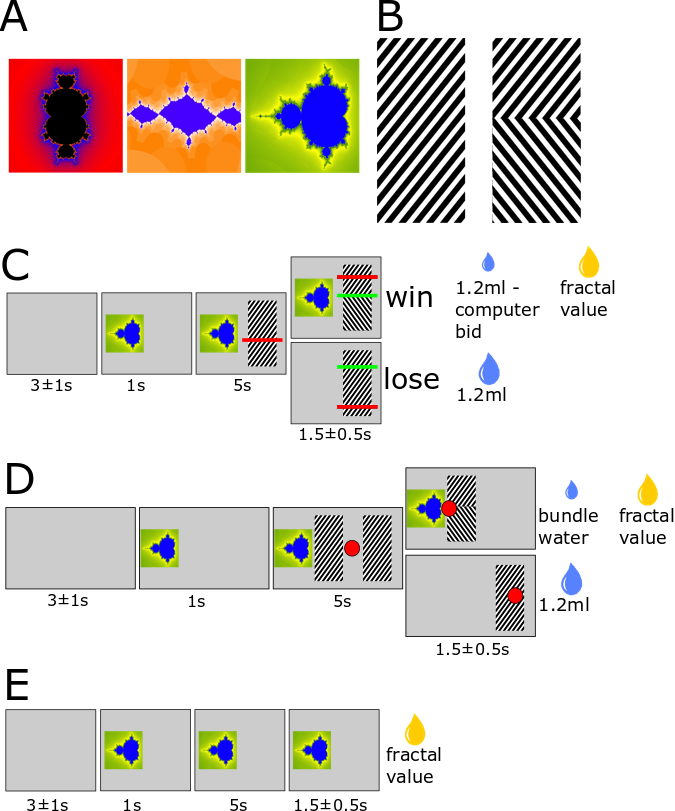 A
B
C
3±1s
1s
5s
1.5±0.5s
win
1.2ml -
computer
bid
fractal
value
lose
1.2ml
D
3±1s
1s
5s
1.5±0.5s
bundle
water
fractal
value
1.2ml
E
3±1s
1s
5s
1.5±0.5s
fractal
value